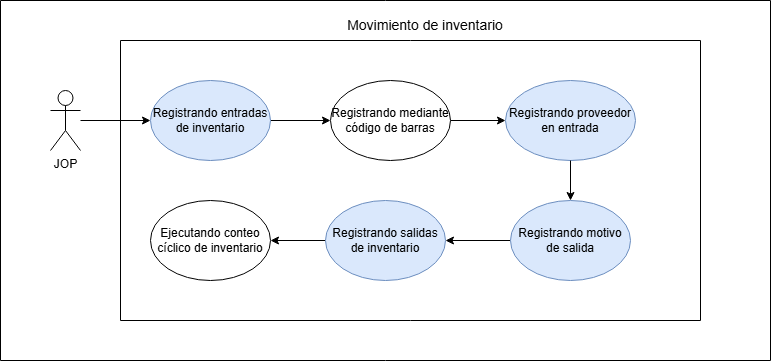 Movimiento de inventario
JOP
Registrando entradas
de inventario
Registrando mediante
código de barras
Registrando proveedor
en entrada
Registrando motivo
de salida
Registrando salidas
de inventario
Ejecutando conteo
cíclico de inventario